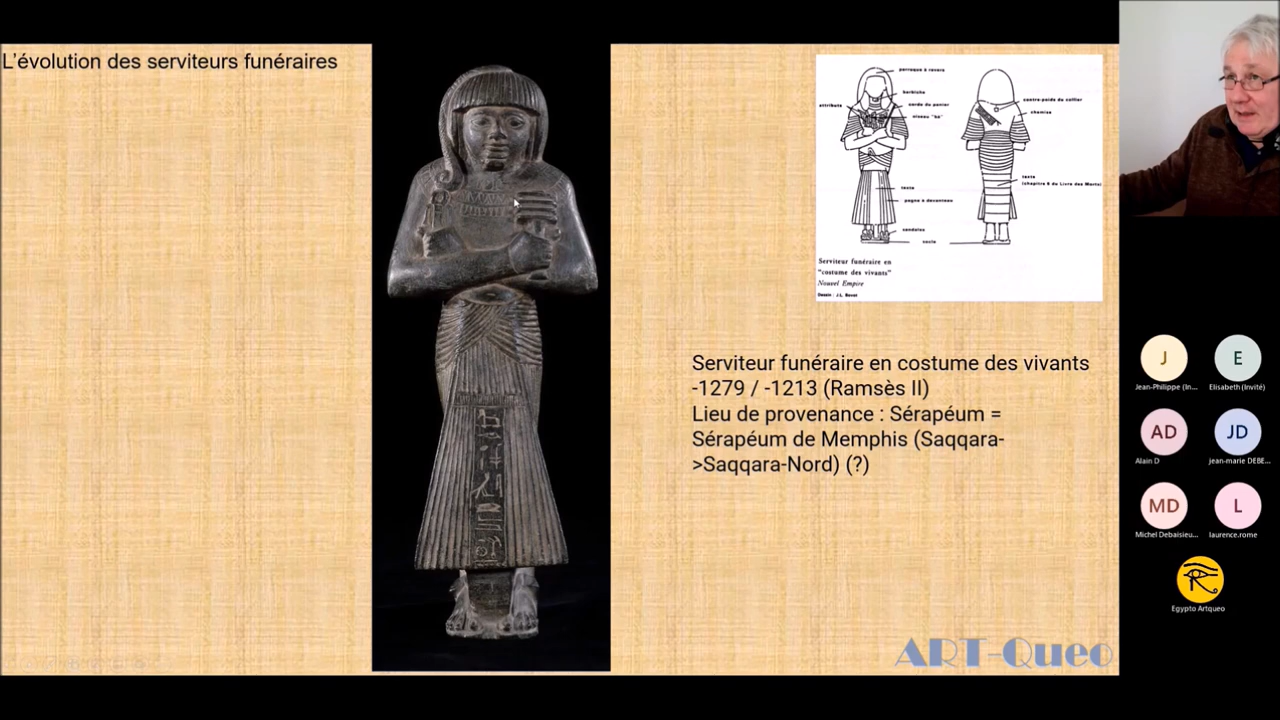 L'évolution des serviteurs funéraires
perruque à revers
barbiche
attributs
corde du panier
oiseau "bâ"
contre-poids du collier
chemise
texte
texte
(chapitre 6 du Livre des Morts)
pagne à devanteau
sandales
socle
Serviteur funéraire en
"costume des vivants"
Nouvel Empire
Dessin : J.L. Bovot
Serviteur funéraire en costume des vivants
-1279 / -1213 (Ramsès II)
Lieu de provenance : Sérapéum =
Sérapéum de Memphis (Saqqara-
>Saqqara-Nord) (?)
ART-Queo
J
E
Jean-Philippe (In...
Elisabeth (Invité)
AD
JD
Alain D
jean-marie DEBE...
MD
L
Michel Debaisieu...
laurence.rome
Egypto Artqueo